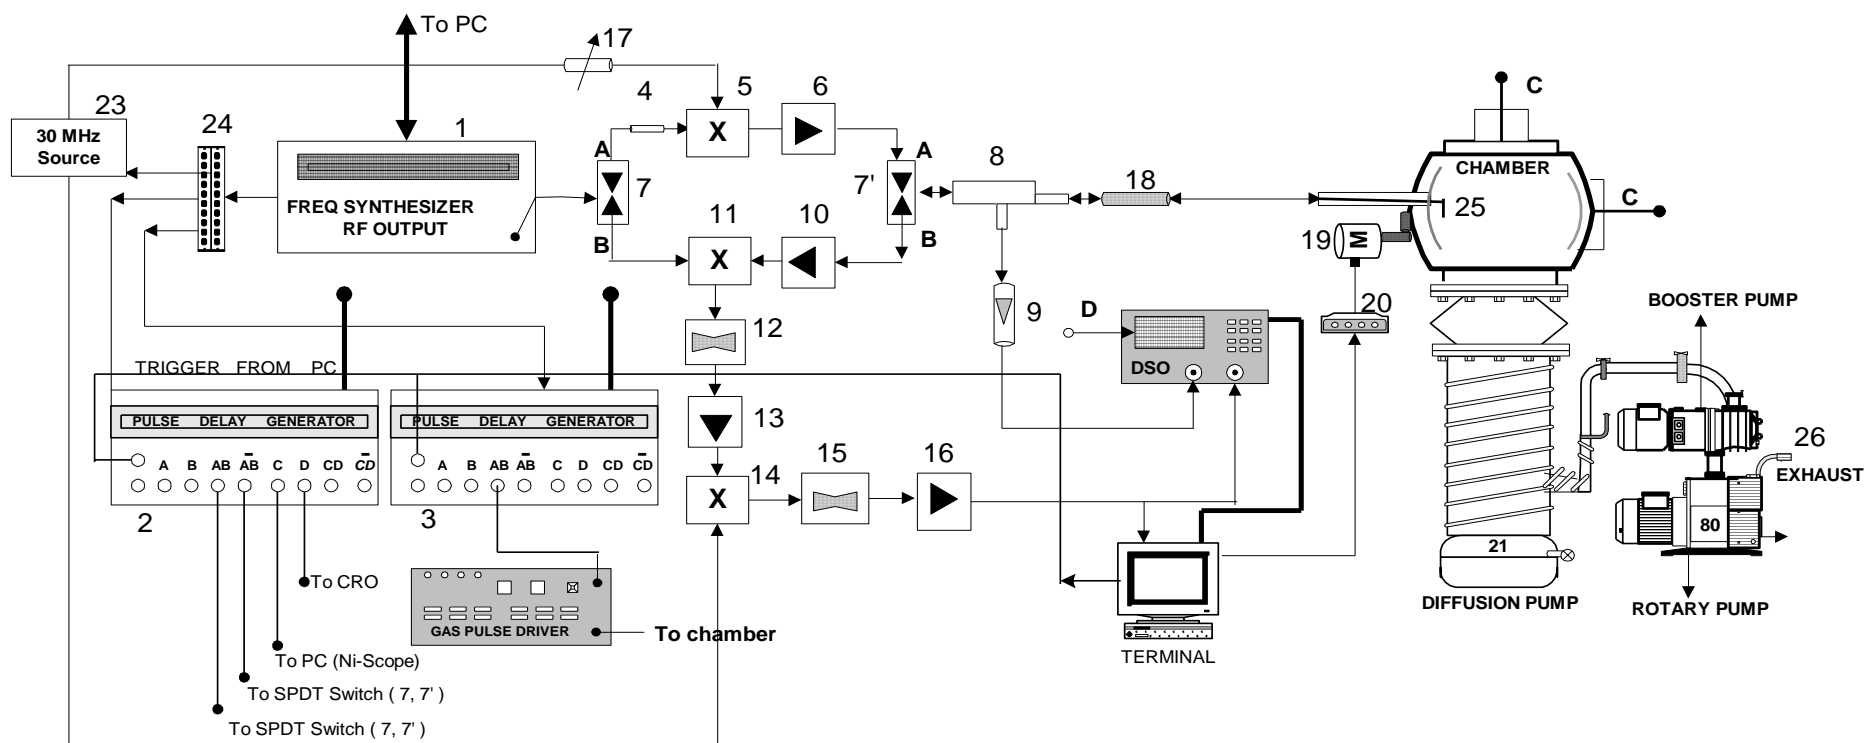 To PC
17
23
24
30 MHz
Source
1
FREQ SYNTHESIZER
RF OUTPUT
4
5
6
X
A
7
B
A
7'
B
8
18
11
10
X
C
CHAMBER
C
25
19
M
20
9
D
DSO
12
13
14
X
15
16
TRIGGER FROM PC
PULSE DELAY GENERATOR
A B AB A̅B̅ C D CD C̅D̅
2
PULSE DELAY GENERATOR
A B AB A̅B̅ C D CD C̅D̅
3
To CRO
To PC (Ni-Scope)
To SPDT Switch ( 7, 7' )
To SPDT Switch ( 7, 7' )
GAS PULSE DRIVER
To chamber
TERMINAL
BOOSTER PUMP
26
EXHAUST
80
21
DIFFUSION PUMP
ROTARY PUMP